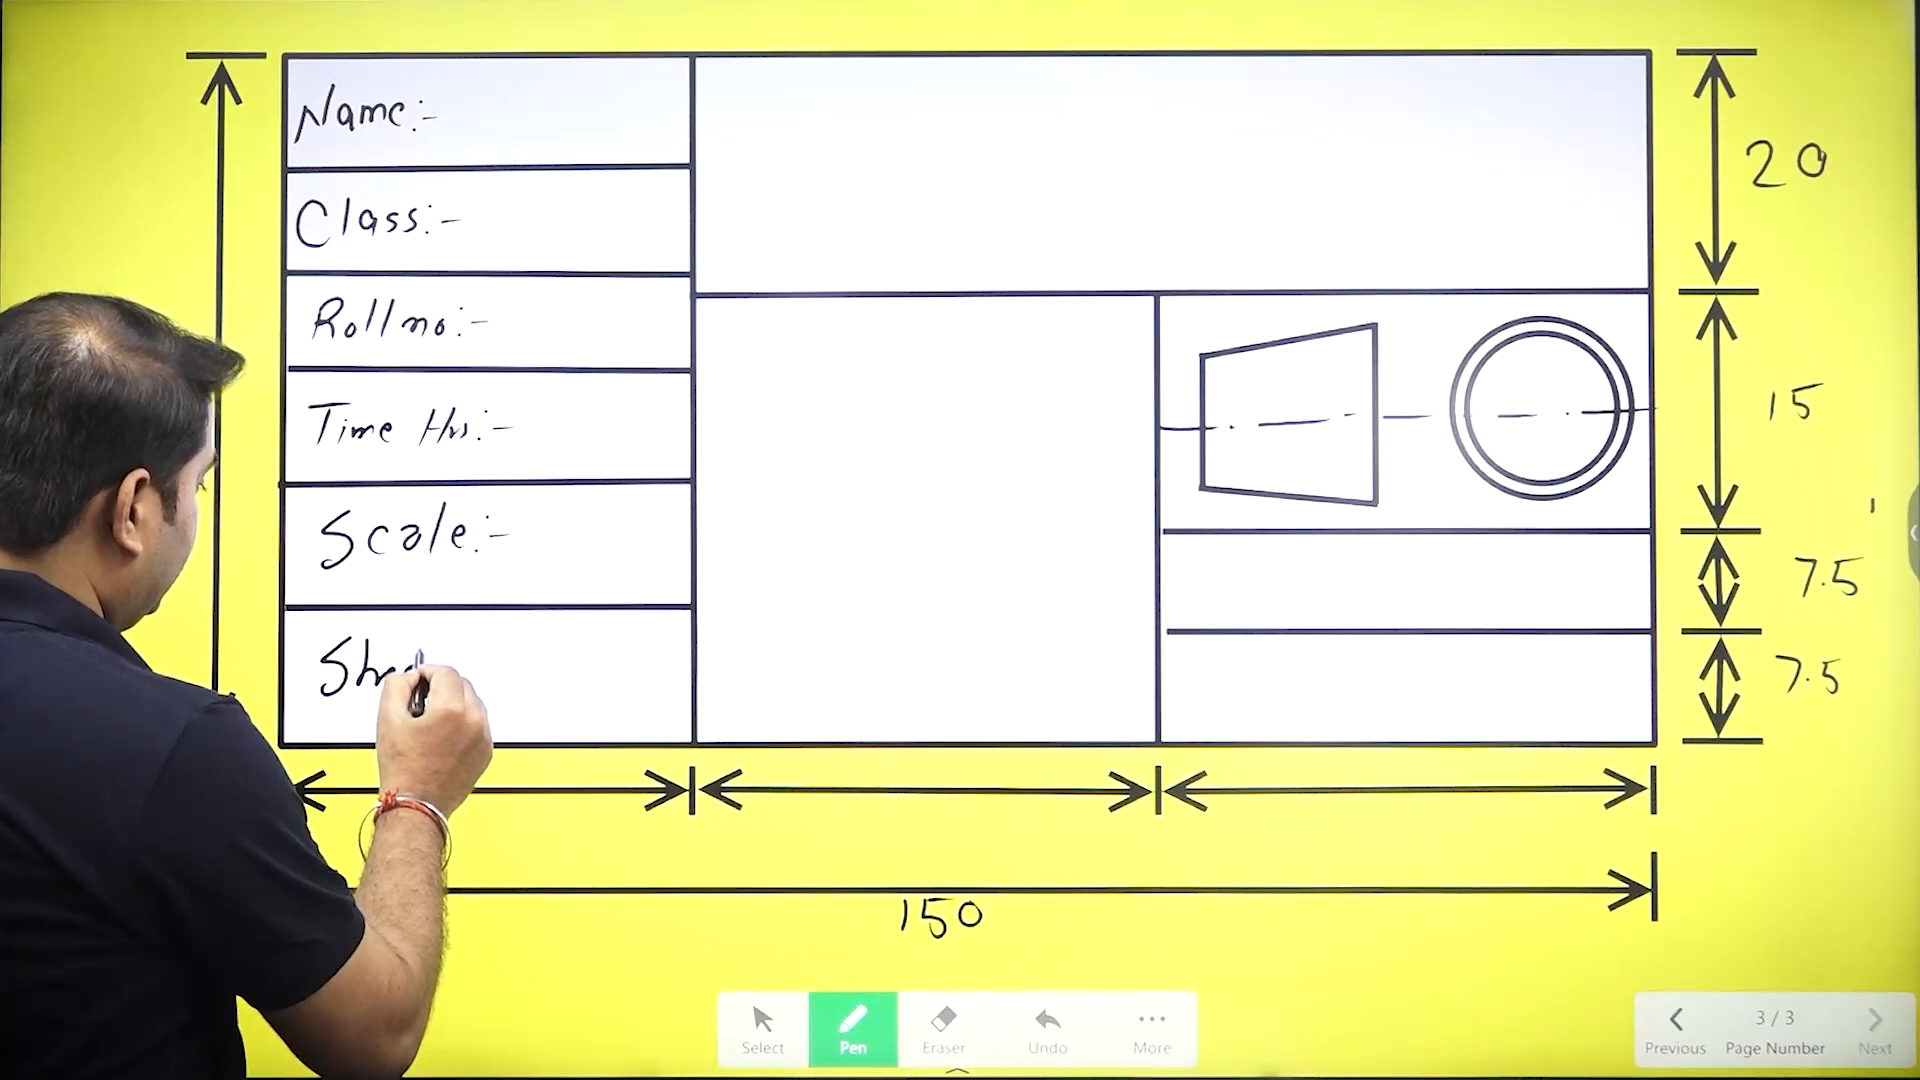 Name:-
Class:-
Roll no:-
Time Hrs:-
Scale:-
20
15
7.5
7.5
150
Select
Pen
Eraser
Undo
More
3 / 3
Previous
Page Number
Next